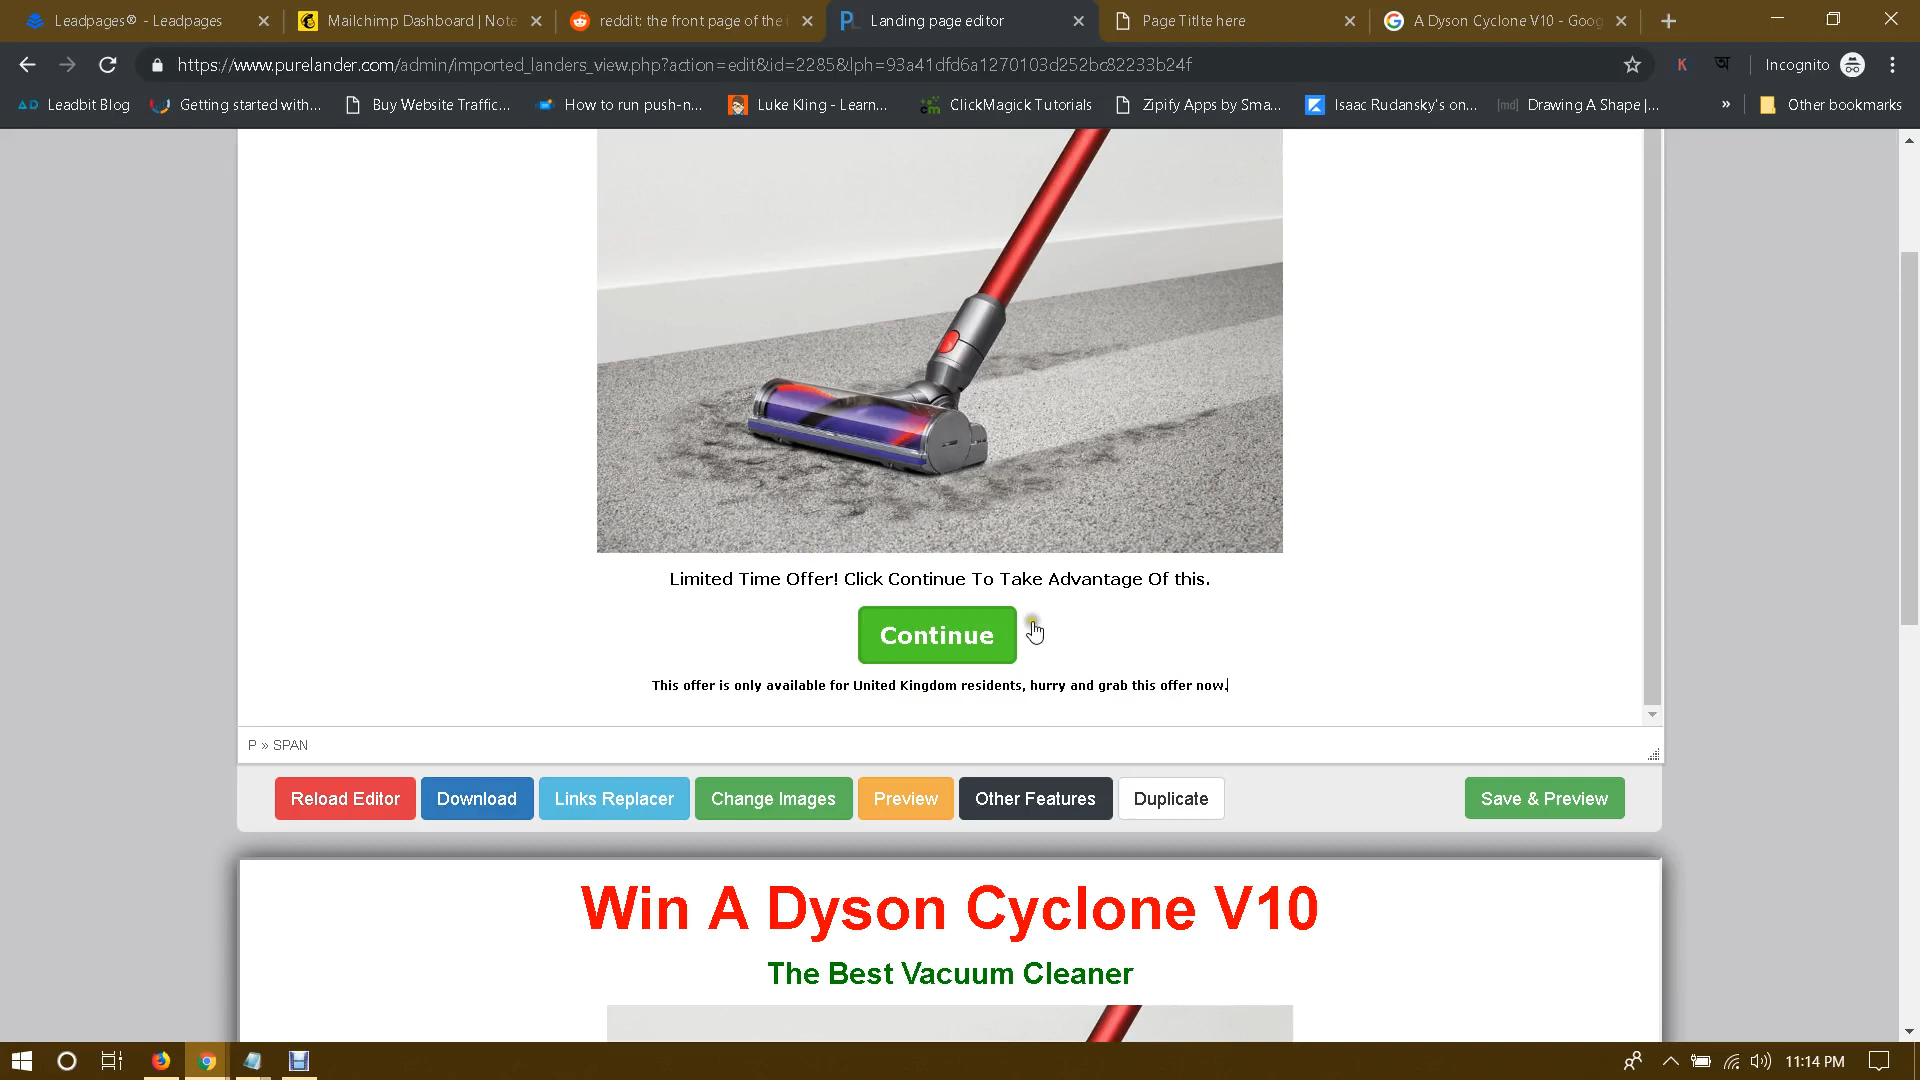 Leadpages® - Leadpages
Mailchimp Dashboard | Note
reddit: the front page of the i
Landing page editor
Page Titlte here
A Dyson Cyclone V10 - Goog
https://www.purelander.com/admin/imported_landers_view.php?action=edit&id=2285&lph=93a41dfd6a1270103d252bc82233b24f
K
অ
Incognito
Leadbit Blog
Getting started with...
Buy Website Traffic...
How to run push-n...
Luke Kling - Learn...
ClickMagick Tutorials
Zipify Apps by Sma...
Isaac Rudansky's on...
[md] Drawing A Shape |...
»
Other bookmarks
Limited Time Offer! Click Continue To Take Advantage Of this.
Continue
This offer is only available for United Kingdom residents, hurry and grab this offer now.
P » SPAN
Reload Editor
Download
Links Replacer
Change Images
Preview
Other Features
Duplicate
Save & Preview
Win A Dyson Cyclone V10
The Best Vacuum Cleaner
11:14 PM